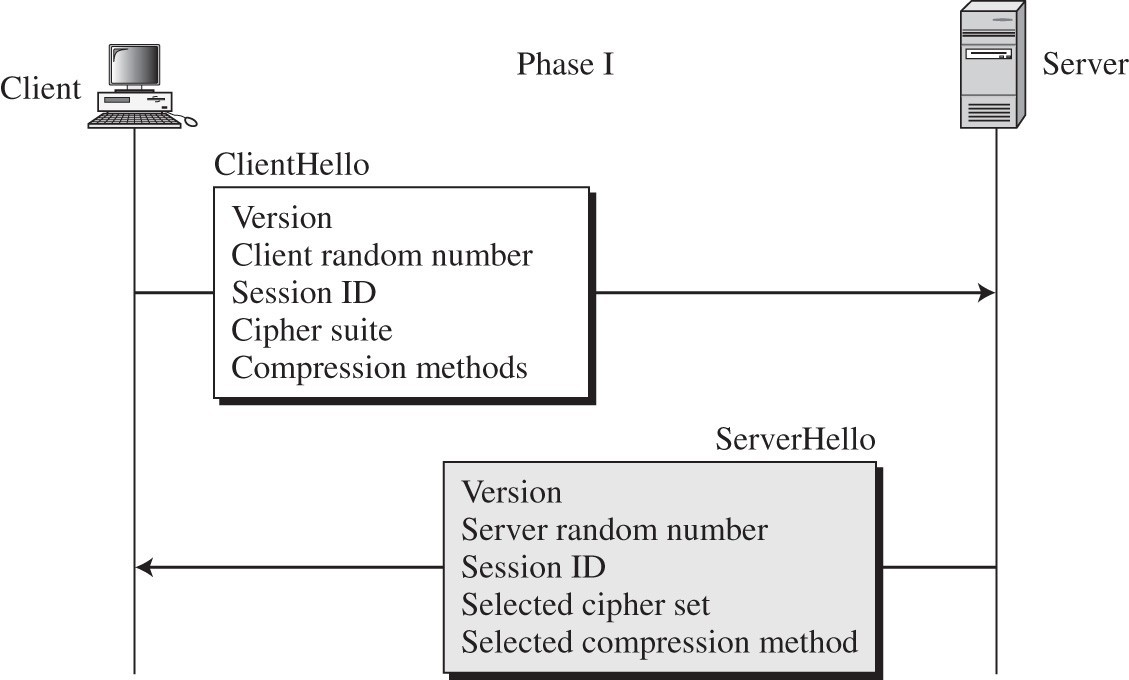 Phase I
Client
Server
ClientHello
Version
Client random number
Session ID
Cipher suite
Compression methods
ServerHello
Version
Server random number
Session ID
Selected cipher set
Selected compression method